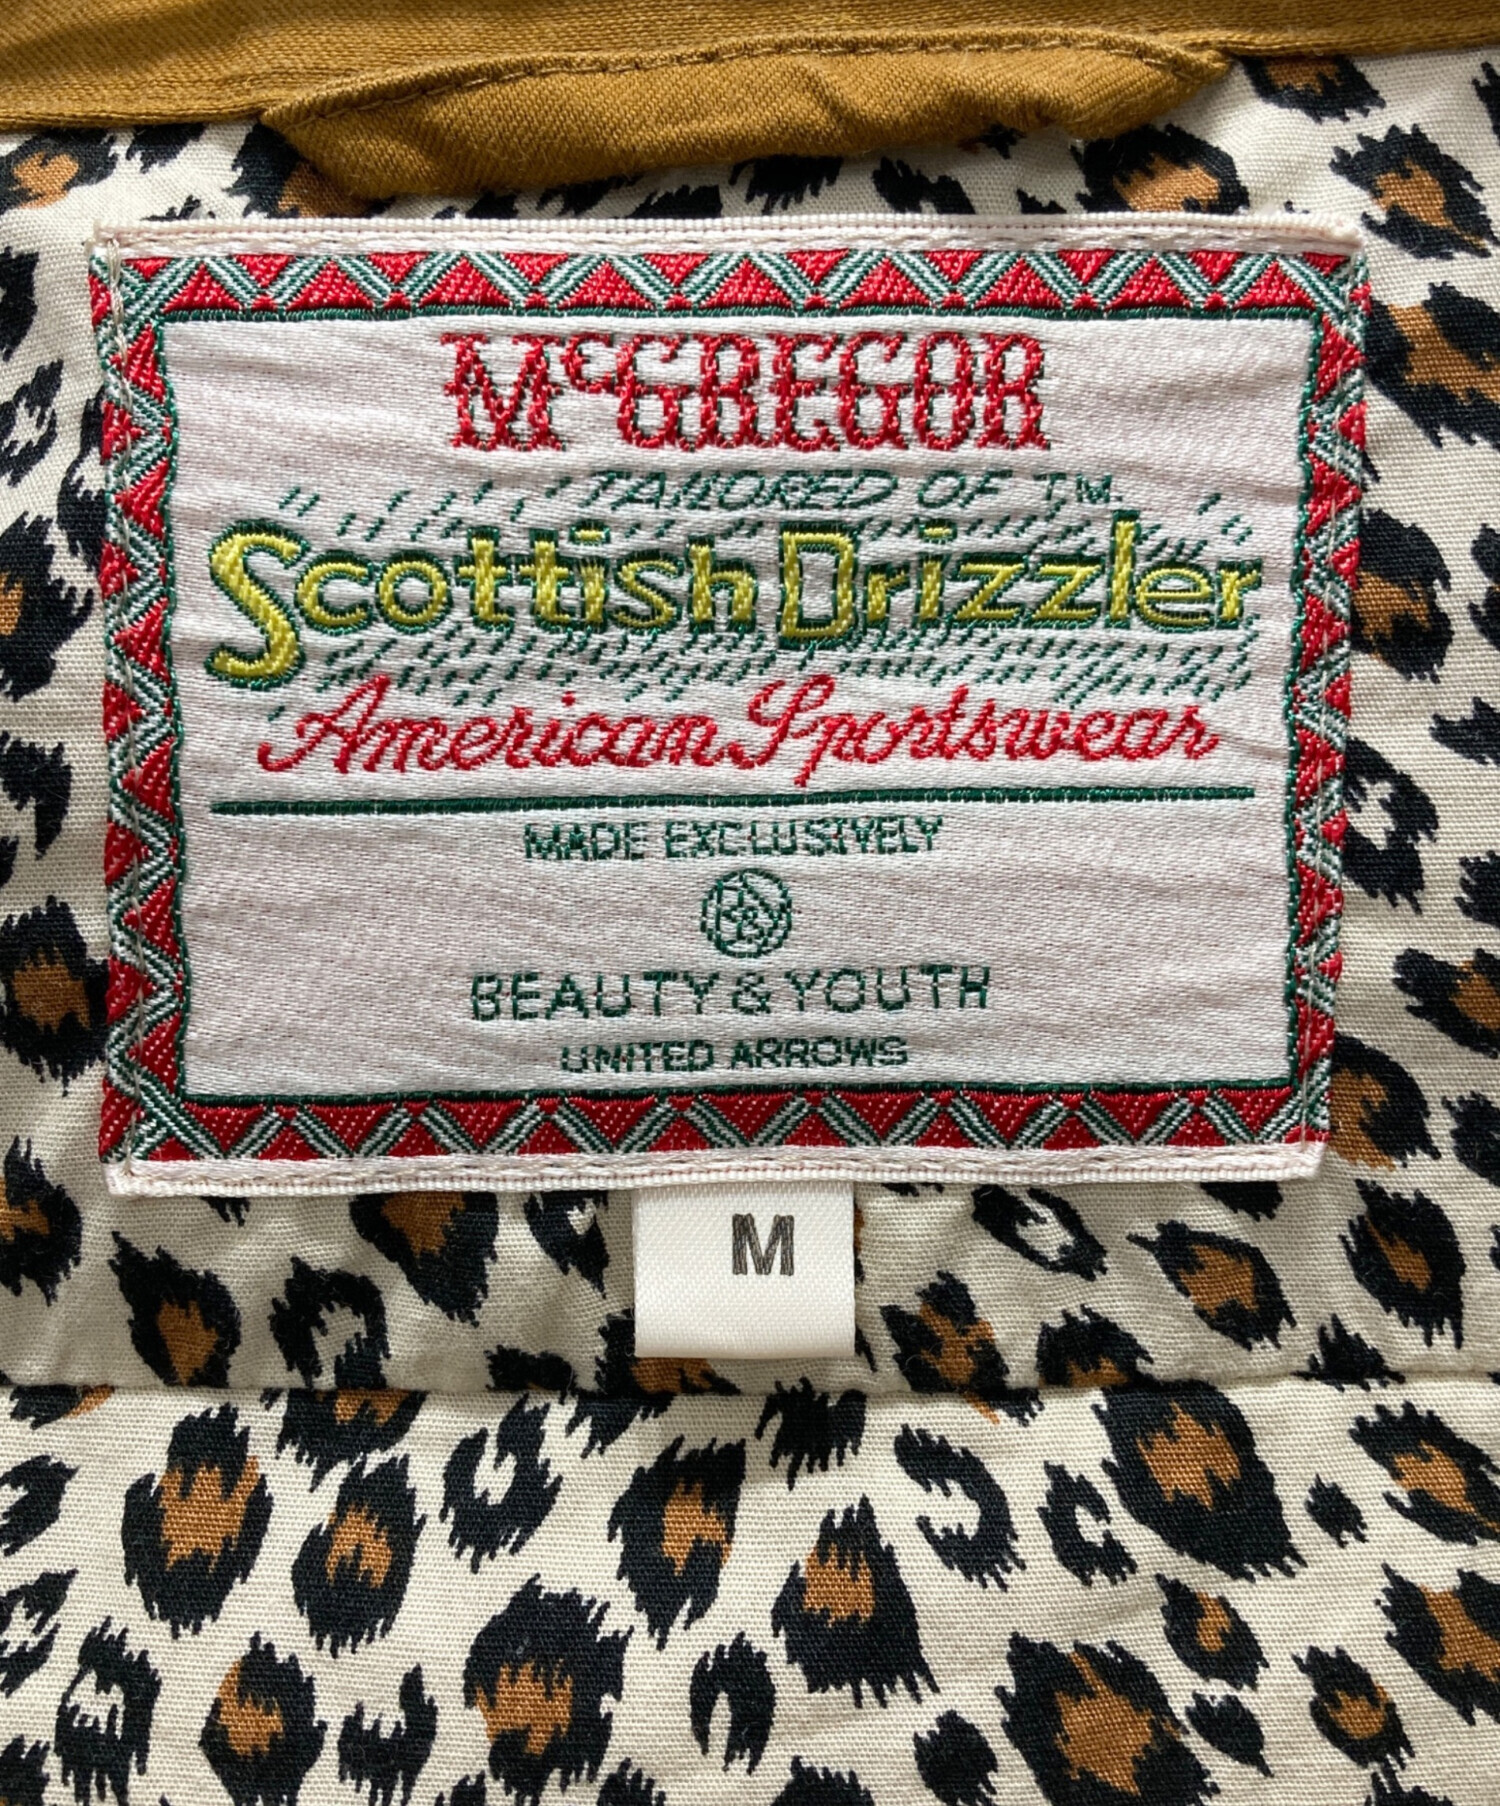 McGREGOR
TAILORED OF T.M.
Scottish Drizzler
American Sportswear
MADE EXCLUSIVELY
B&Y
BEAUTY & YOUTH
UNITED ARROWS
M